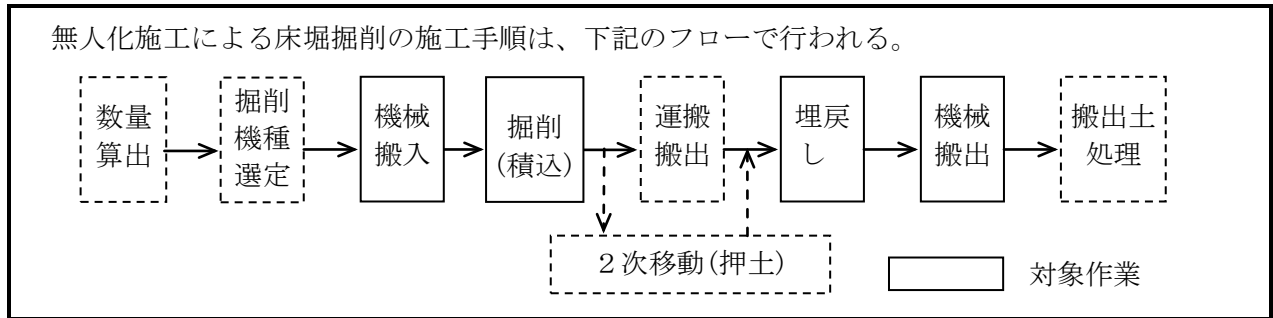 無人化施工による床堀掘削の施工手順は、下記のフローで行われる。
数量
算出
掘削
機種
選定
機械
搬入
掘削
(積込)
運搬
搬出
埋戻
し
機械
搬出
搬出土
処理
２次移動(押土)
対象作業